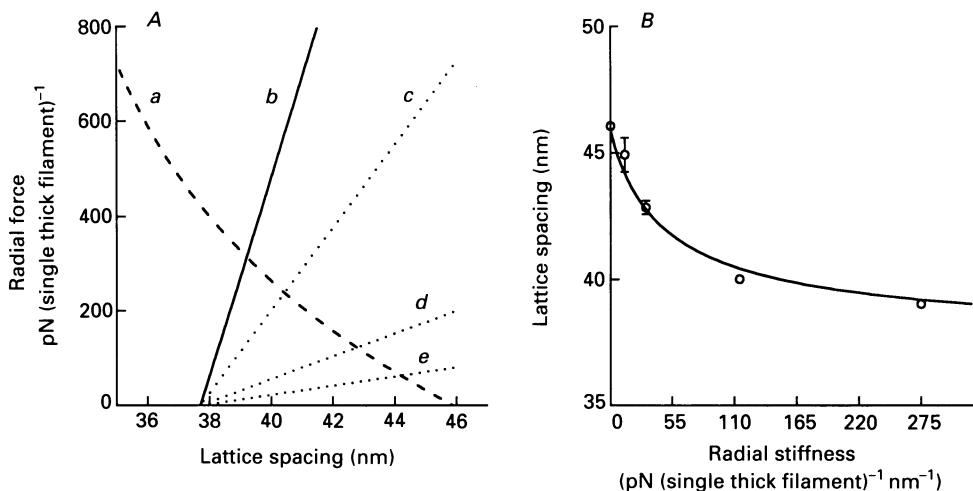 A
800
600
400
200
0
Radial force
pN (single thick filament)⁻¹
a
b
c
d
e
36 38 40 42 44 46
Lattice spacing (nm)
B
50
45
40
35
Lattice spacing (nm)
0 55 110 165 220 275
Radial stiffness
(pN (single thick filament)⁻¹ nm⁻¹)